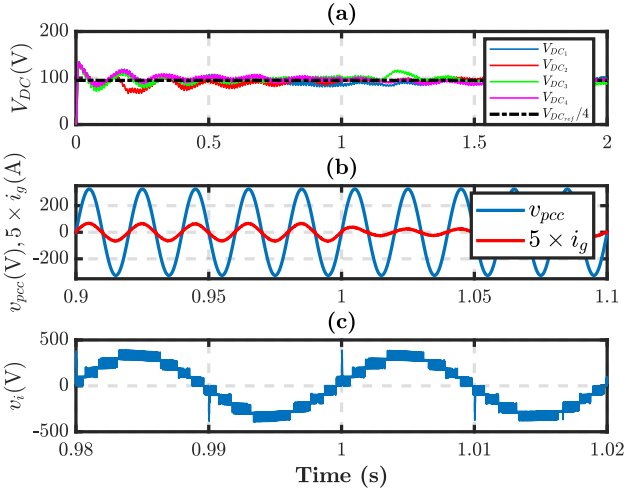 (a)
V_DC(V)
200
100
0
V_DC₁
V_DC₂
V_DC₃
V_DC₄
V_DC_ref/4
0 0.5 1 1.5 2
(b)
v_pcc(V), 5 × i_g(A)
200
0
-200
v_pcc
5 × i_g
0.9 0.95 1 1.05 1.1
(c)
v_i(V)
500
0
-500
0.98 0.99 1 1.01 1.02
Time (s)